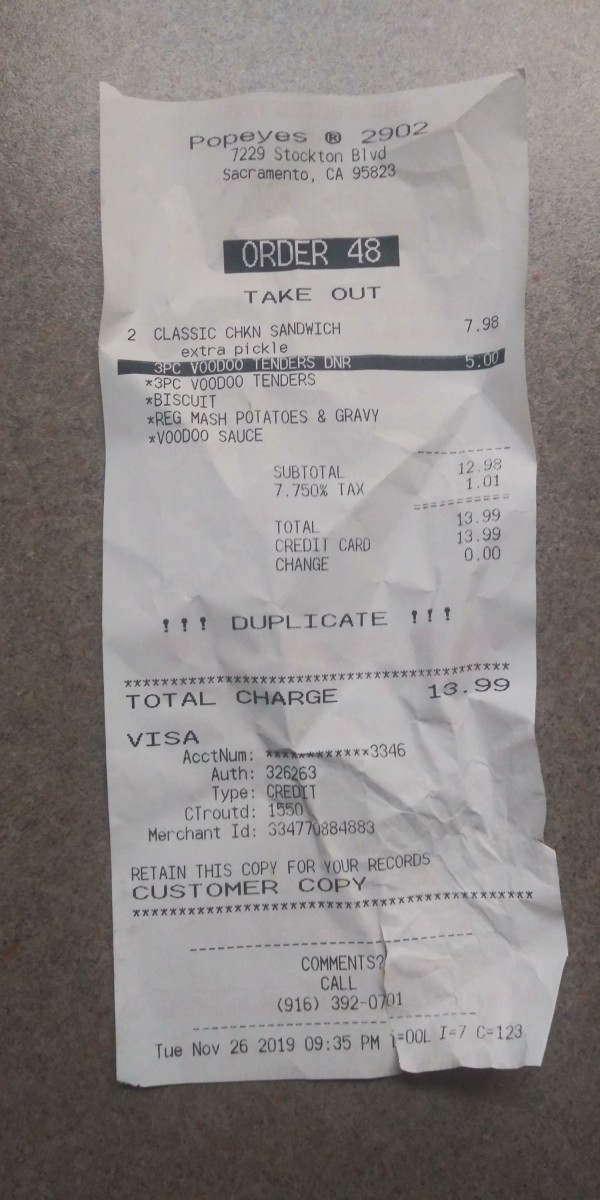 Popeyes ® 2902
7229 Stockton Blvd
Sacramento, CA 95823
ORDER 48
TAKE OUT
2 CLASSIC CHKN SANDWICH 7.98
extra pickle
3PC VOODOO TENDERS DNR 5.00
*3PC VOODOO TENDERS
*BISCUIT
*REG MASH POTATOES & GRAVY
*VOODOO SAUCE
----------
SUBTOTAL 12.98
7.750% TAX 1.01
==========
TOTAL 13.99
CREDIT CARD 13.99
CHANGE 0.00
!!! DUPLICATE !!!
******************************************
TOTAL CHARGE 13.99
VISA
AcctNum: ************3346
Auth: 326263
Type: CREDIT
CTroutd: 1550
Merchant Id: 334770884883
RETAIN THIS COPY FOR YOUR RECORDS
CUSTOMER COPY
******************************************
------------------------------
COMMENTS?
CALL
(916) 392-0701
------------------------------
Tue Nov 26 2019 09:35 PM i=00L I=7 C=123